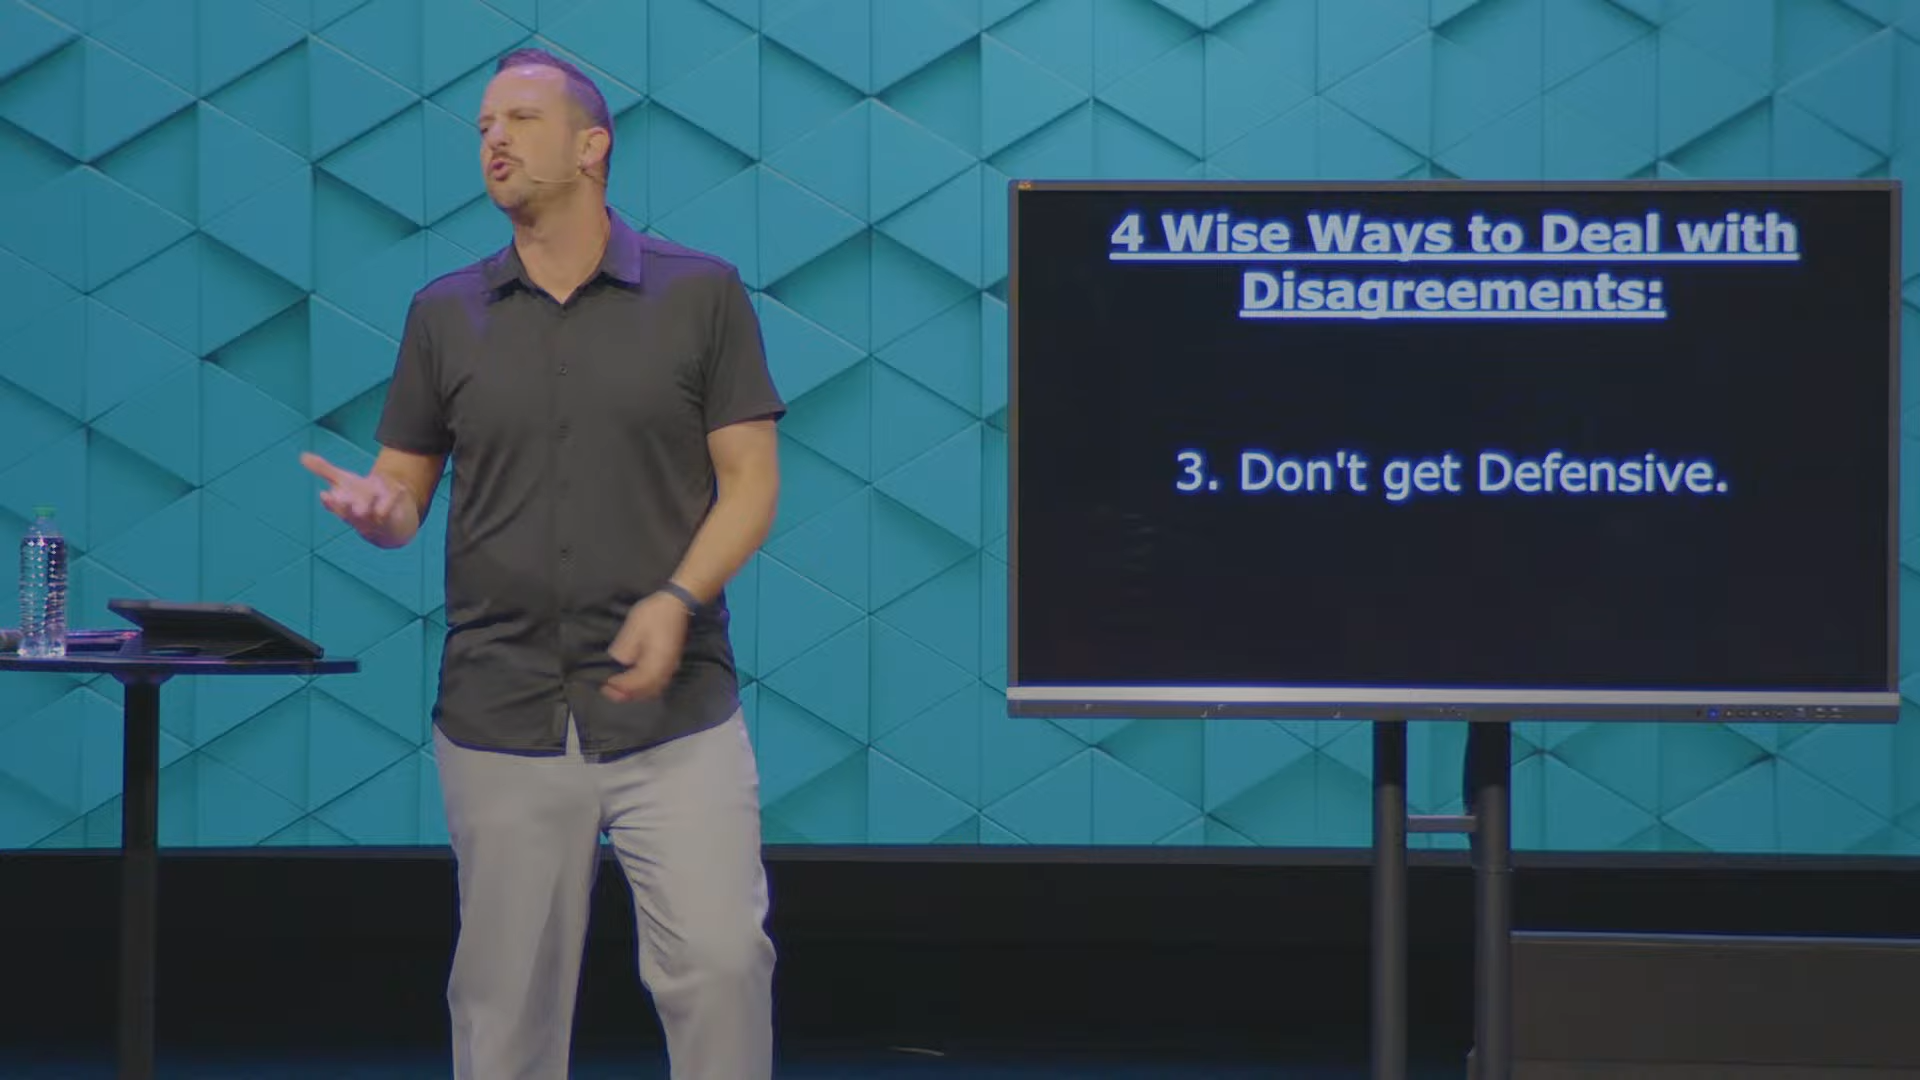 4 Wise Ways to Deal with
Disagreements:
3. Don't get Defensive.